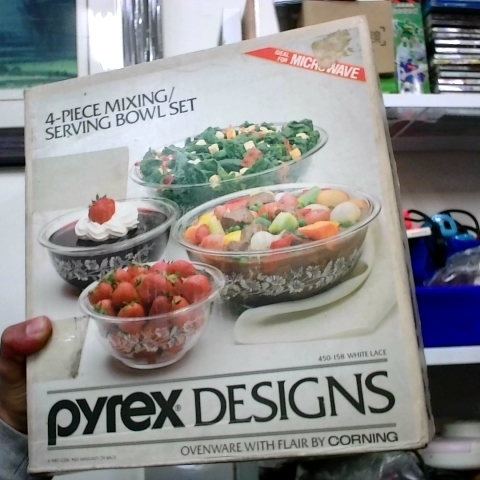 IDEAL
FOR MICROWAVE
4-PIECE MIXING/
SERVING BOWL SET
450-158 WHITE LACE
pyrex® DESIGNS
OVENWARE WITH FLAIR BY CORNING